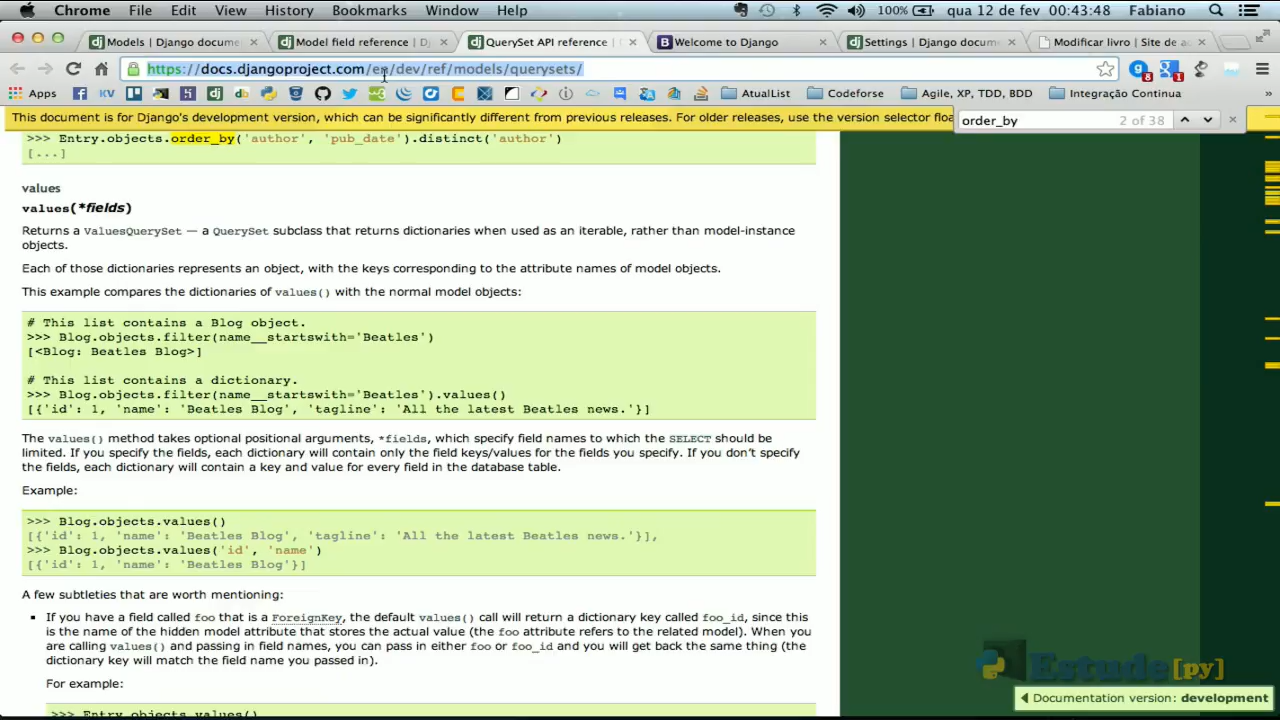 Chrome File Edit View History Bookmarks Window Help 100% qua 12 de fev 04:43:48 Fabiano
Models | Django docume Model field reference | D QuerySet API reference | Welcome to Django Settings | Django docume Modificar livro | Site de a
https://docs.djangoproject.com/en/dev/ref/models/querysets/
Apps KV AtualList Codeforse Agile, XP, TDD, BDD Integração Contínua
This document is for Django's development version, which can be significantly different from previous releases. For older releases, use the version selector floa
order_by 2 of 38
>>> Entry.objects.order_by('author', 'pub_date').distinct('author')
[...]
values
values(*fields)
Returns a ValuesQuerySet — a QuerySet subclass that returns dictionaries when used as an iterable, rather than model-instance
objects.
Each of those dictionaries represents an object, with the keys corresponding to the attribute names of model objects.
This example compares the dictionaries of values() with the normal model objects:
# This list contains a Blog object.
>>> Blog.objects.filter(name__startswith='Beatles')
[<Blog: Beatles Blog>]
# This list contains a dictionary.
>>> Blog.objects.filter(name__startswith='Beatles').values()
[{'id': 1, 'name': 'Beatles Blog', 'tagline': 'All the latest Beatles news.'}]
The values() method takes optional positional arguments, *fields, which specify field names to which the SELECT should be
limited. If you specify the fields, each dictionary will contain only the field keys/values for the fields you specify. If you don't specify
the fields, each dictionary will contain a key and value for every field in the database table.
Example:
>>> Blog.objects.values()
[{'id': 1, 'name': 'Beatles Blog', 'tagline': 'All the latest Beatles news.'}],
>>> Blog.objects.values('id', 'name')
[{'id': 1, 'name': 'Beatles Blog'}]
A few subtleties that are worth mentioning:
If you have a field called foo that is a ForeignKey, the default values() call will return a dictionary key called foo_id, since this
is the name of the hidden model attribute that stores the actual value (the foo attribute refers to the related model). When you
are calling values() and passing in field names, you can pass in either foo or foo_id and you will get back the same thing (the
dictionary key will match the field name you passed in).
For example:
>>> Entry.objects.values()
Estude[py]
Documentation version: development